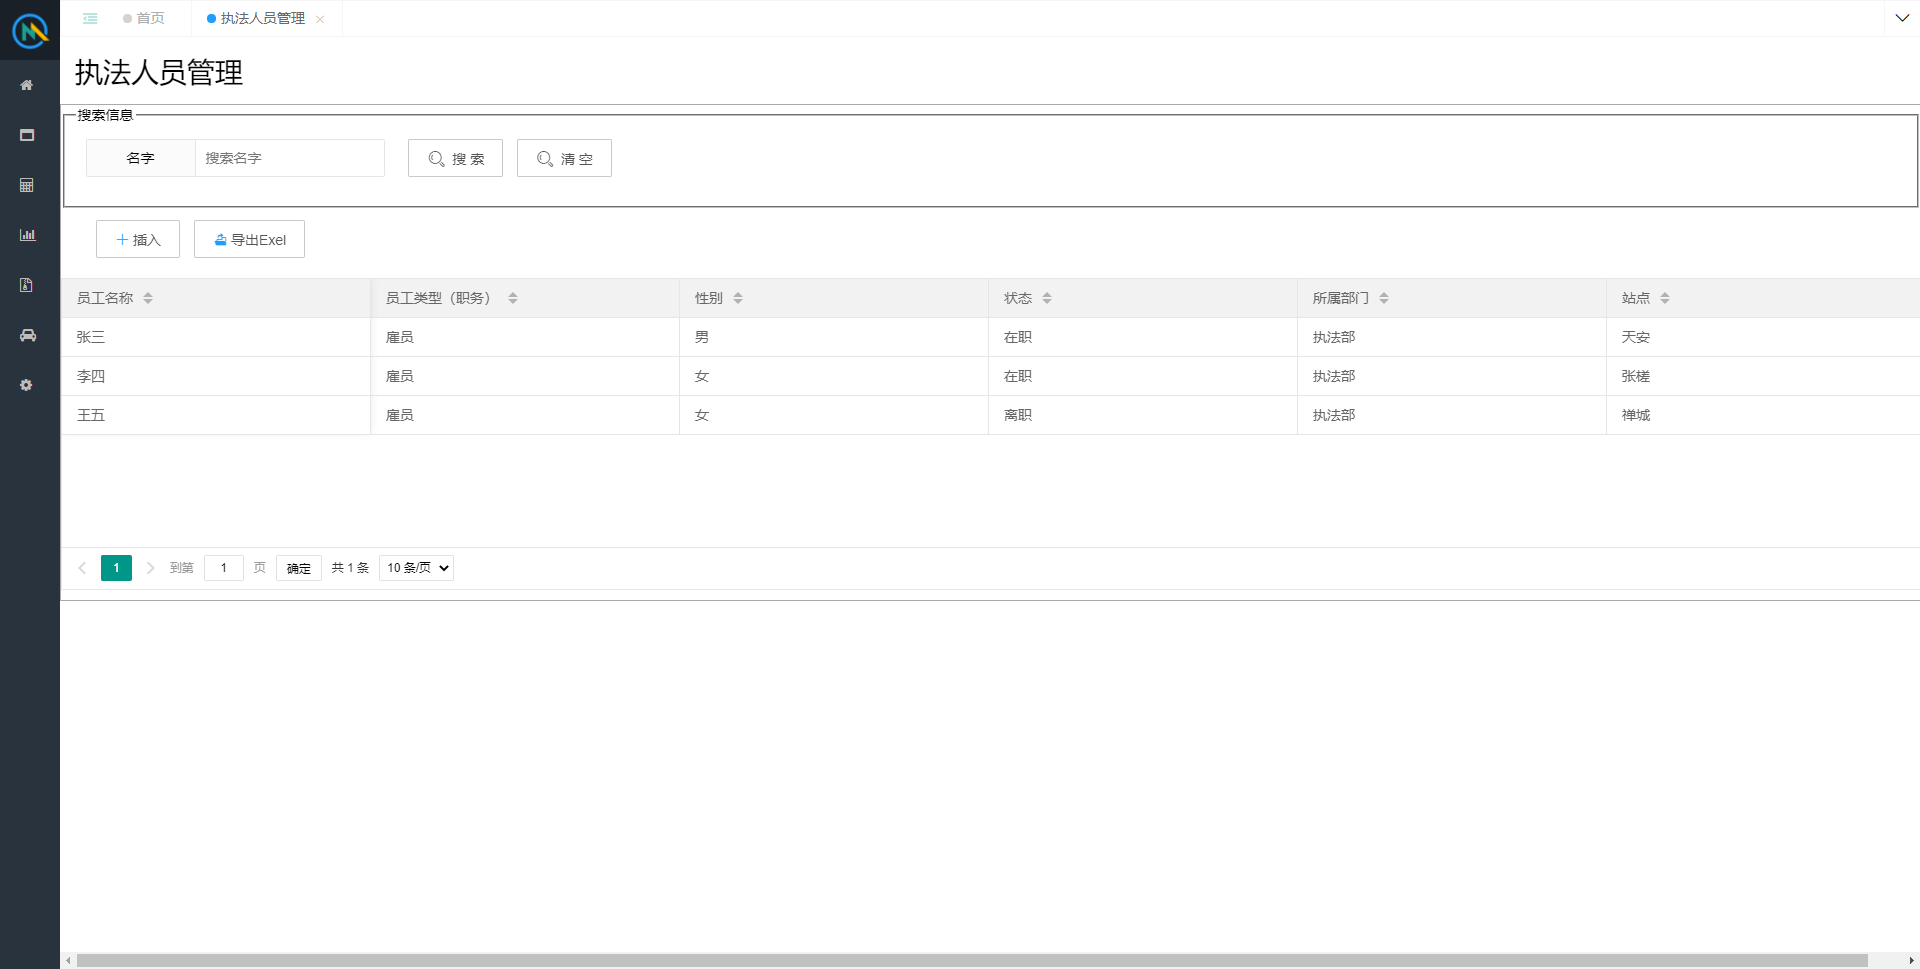 首页 执法人员管理
执法人员管理
搜索信息
名字 搜索名字 搜 索 清 空
插入 导出Exel
员工名称 员工类型（职务） 性别 状态 所属部门 站点
张三 雇员 男 在职 执法部 天安
李四 雇员 女 在职 执法部 张槎
王五 雇员 女 离职 执法部 禅城
1 到第 1 页 确定 共 1 条 10 条/页